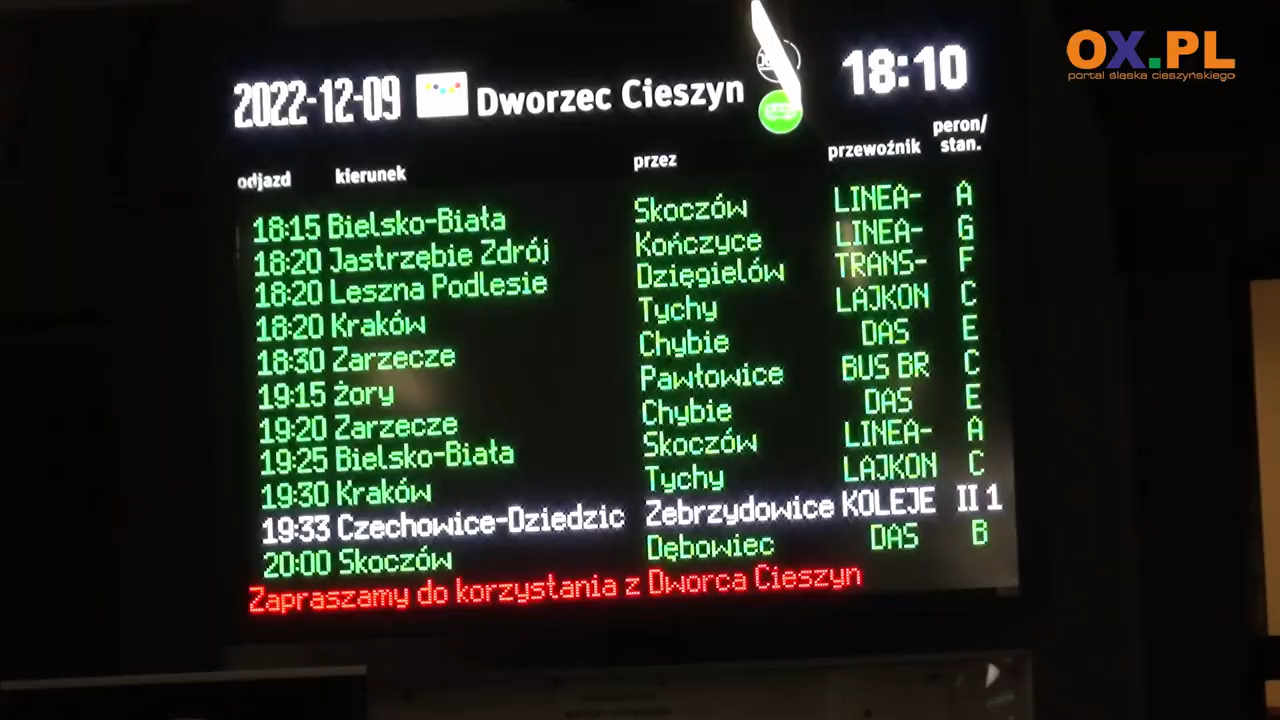 OX.PL
portal śląska cieszyńskiego
2022-12-09 Dworzec Cieszyn 18:10
odjazd kierunek przez przewoźnik peron/
stan.
18:15 Bielsko-Biała Skoczów LINEA- A
18:20 Jastrzębie Zdrój Kończyce LINEA- G
18:20 Leszna Podlesie Dzięgielów TRANS- F
18:20 Kraków Tychy LAJKON C
18:30 Zarzecze Chybie DAS E
19:15 Żory Pawłowice BUS BR C
19:20 Zarzecze Chybie DAS E
19:25 Bielsko-Biała Skoczów LINEA- A
19:30 Kraków Tychy LAJKON C
19:33 Czechowice-Dziedzic Zebrzydowice KOLEJE II 1
20:00 Skoczów Dębowiec DAS B
Zapraszamy do korzystania z Dworca Cieszyn